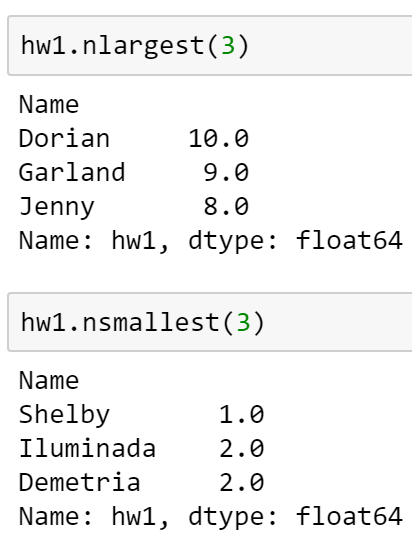 hw1.nlargest(3)
Name
Dorian     10.0
Garland     9.0
Jenny       8.0
Name: hw1, dtype: float64
hw1.nsmallest(3)
Name
Shelby       1.0
Iluminada    2.0
Demetria     2.0
Name: hw1, dtype: float64